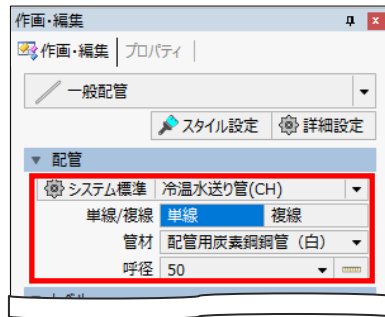 作画・編集
作画・編集 プロパティ
一般配管
スタイル設定 詳細設定
配管
システム標準 冷温水送り管(CH)
単線/複線 単線 複線
管材 配管用炭素鋼鋼管（白）
呼径 50